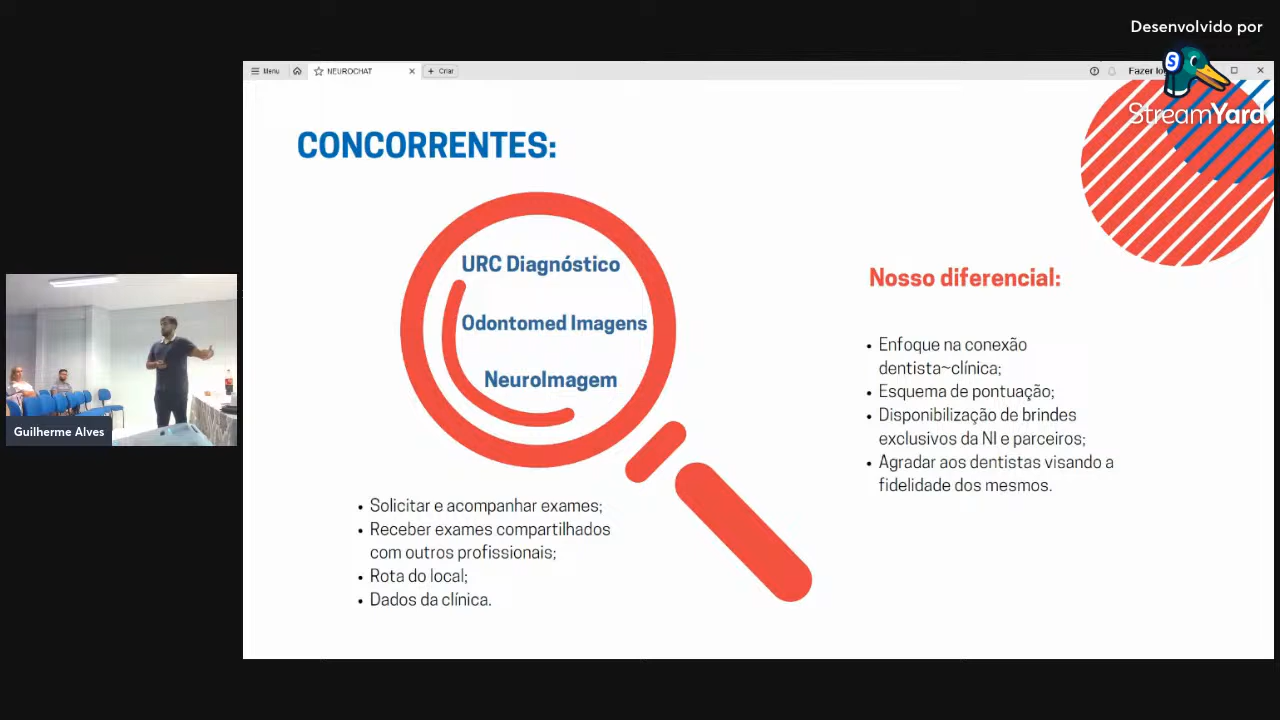 Desenvolvido por
StreamYard
Menu
NEUROCHAT
Criar
CONCORRENTES:
URC Diagnóstico
Odontomed Imagens
NeuroImagem
• Solicitar e acompanhar exames;
• Receber exames compartilhados
com outros profissionais;
• Rota do local;
• Dados da clínica.
Nosso diferencial:
• Enfoque na conexão
dentista~clínica;
• Esquema de pontuação;
• Disponibilização de brindes
exclusivos da NI e parceiros;
• Agradar aos dentistas visando a
fidelidade dos mesmos.
Guilherme Alves